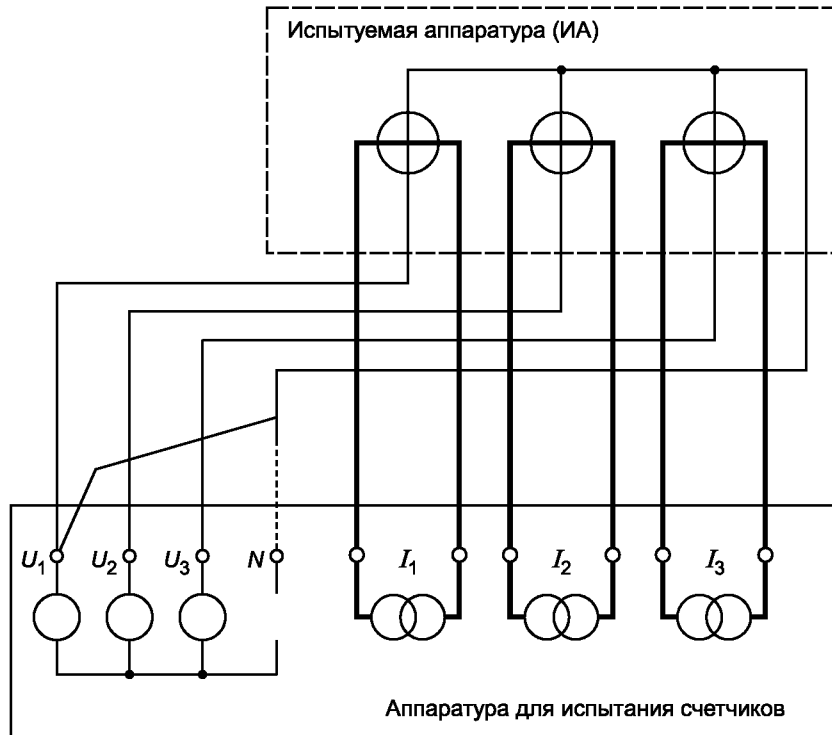 Испытуемая аппаратура (ИА)
U1 U2 U3 N I1 I2 I3
Аппаратура для испытания счетчиков